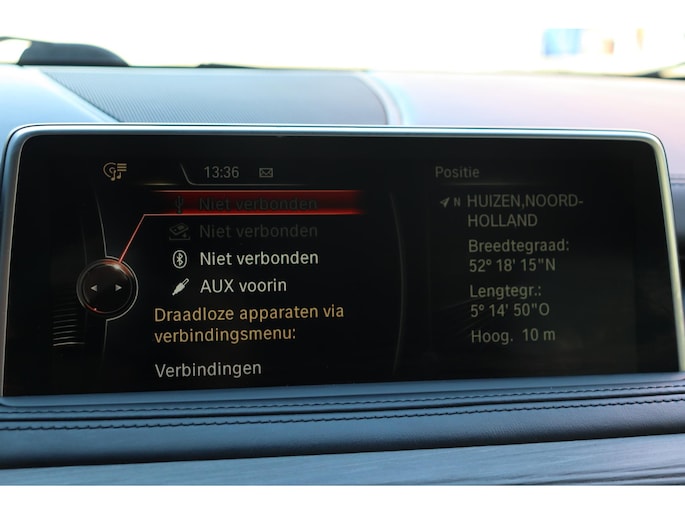 13:36
Niet verbonden
Niet verbonden
Niet verbonden
AUX voorin
Draadloze apparaten via
verbindingsmenu:
Verbindingen
Positie
N HUIZEN,NOORD-
HOLLAND
Breedtegraad:
52° 18' 15"N
Lengtegr.:
5° 14' 50"O
Hoog. 10 m